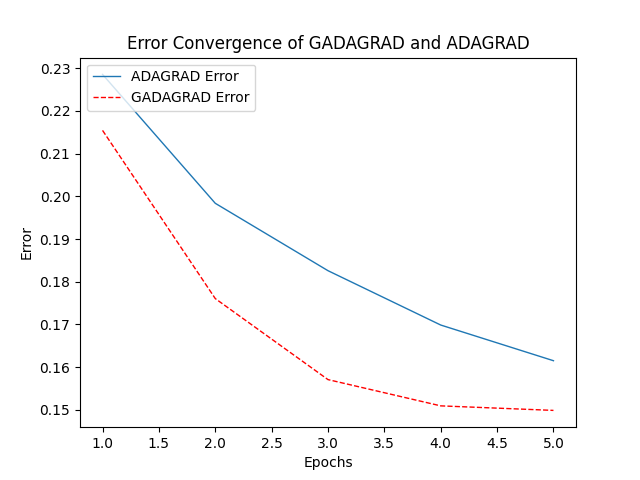 Error Convergence of GADAGRAD and ADAGRAD
ADAGRAD Error
GADAGRAD Error
Error
0.23
0.22
0.21
0.20
0.19
0.18
0.17
0.16
0.15
1.0 1.5 2.0 2.5 3.0 3.5 4.0 4.5 5.0
Epochs